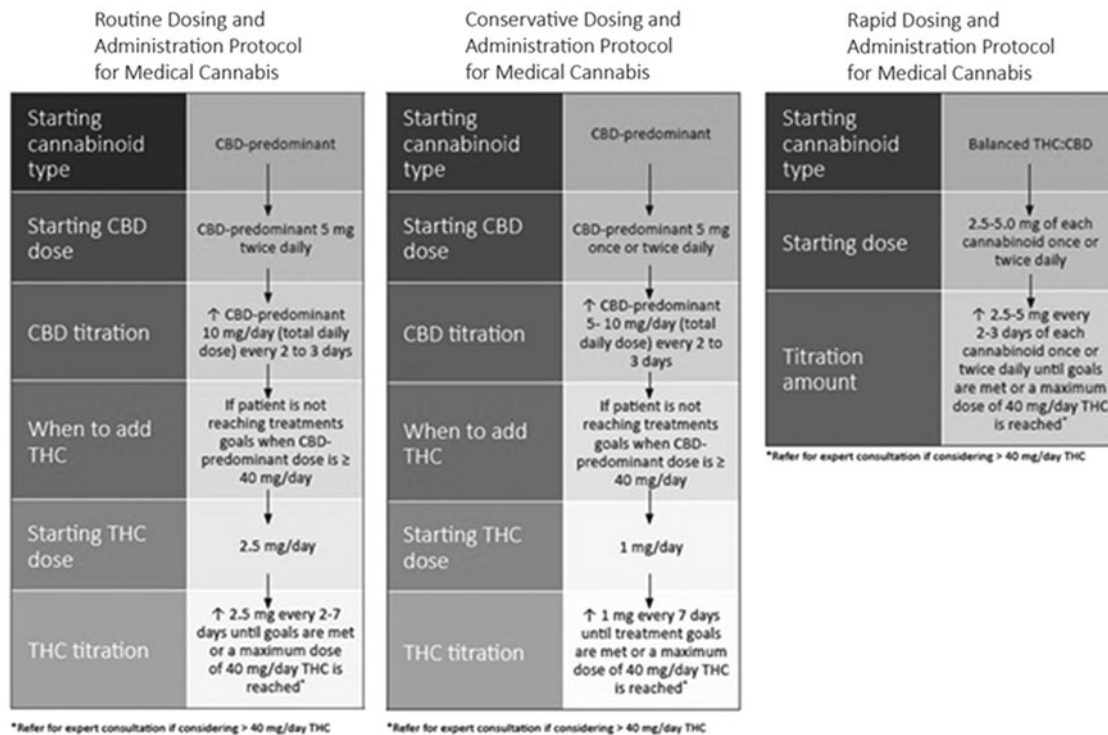 Routine Dosing and
Administration Protocol
for Medical Cannabis
Starting
cannabinoid
type
CBD-predominant
Starting CBD
dose
CBD-predominant 5 mg
twice daily
CBD titration
↑ CBD-predominant
10 mg/day (total daily
dose) every 2 to 3 days
When to add
THC
If patient is not
reaching treatments
goals when CBD-
predominant dose is ≥
40 mg/day
Starting THC
dose
2.5 mg/day
THC titration
↑ 2.5 mg every 2-7
days until goals are met
or a maximum dose
of 40 mg/day THC is
reached*
*Refer for expert consultation if considering > 40 mg/day THC
Conservative Dosing and
Administration Protocol
for Medical Cannabis
Starting
cannabinoid
type
CBD-predominant
Starting CBD
dose
CBD-predominant 5 mg
once or twice daily
CBD titration
↑ CBD-predominant
5- 10 mg/day (total
daily dose) every 2 to
3 days
When to add
THC
If patient is not
reaching treatments
goals when CBD-
predominant dose is ≥
40 mg/day
Starting THC
dose
1 mg/day
THC titration
↑ 1 mg every 7 days
until treatment goals
are met or a maximum
dose of 40 mg/day THC
is reached*
*Refer for expert consultation if considering > 40 mg/day THC
Rapid Dosing and
Administration Protocol
for Medical Cannabis
Starting
cannabinoid
type
Balanced THC:CBD
Starting dose
2.5-5.0 mg of each
cannabinoid once or
twice daily
Titration
amount
↑ 2.5-5 mg every
2-3 days of each
cannabinoid once or
twice daily until goals
are met or a maximum
dose of 40 mg/day THC
is reached*
*Refer for expert consultation if considering > 40 mg/day THC